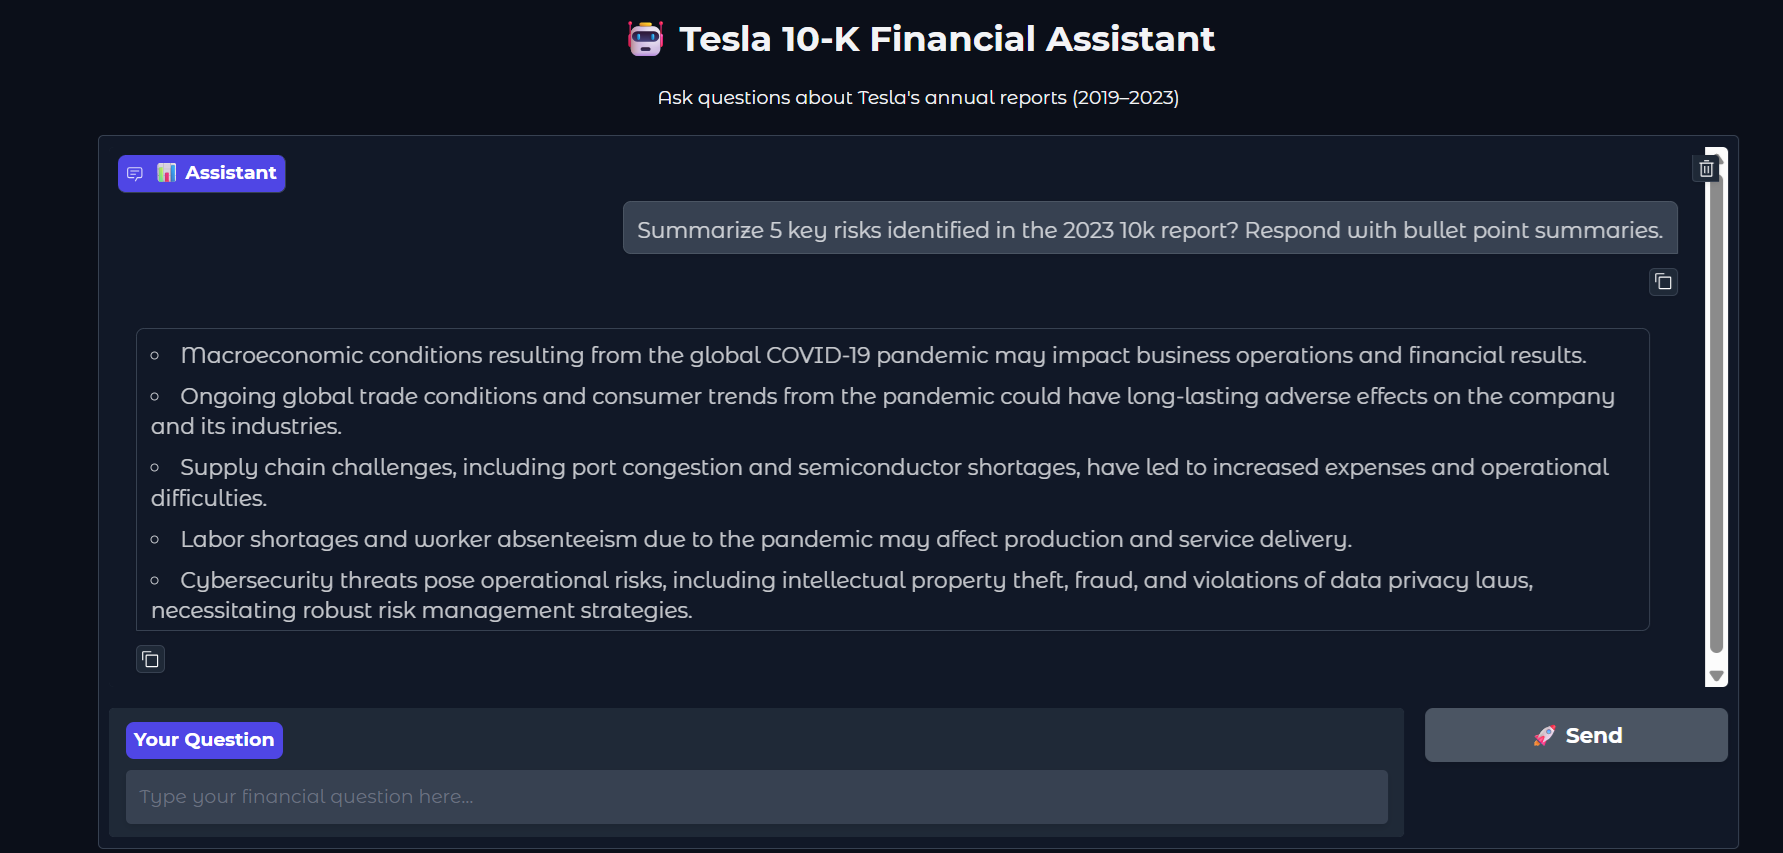 Tesla 10-K Financial Assistant
Ask questions about Tesla's annual reports (2019–2023)
Assistant
Summarize 5 key risks identified in the 2023 10k report? Respond with bullet point summaries.
Macroeconomic conditions resulting from the global COVID-19 pandemic may impact business operations and financial results.
Ongoing global trade conditions and consumer trends from the pandemic could have long-lasting adverse effects on the company
and its industries.
Supply chain challenges, including port congestion and semiconductor shortages, have led to increased expenses and operational
difficulties.
Labor shortages and worker absenteeism due to the pandemic may affect production and service delivery.
Cybersecurity threats pose operational risks, including intellectual property theft, fraud, and violations of data privacy laws,
necessitating robust risk management strategies.
Your Question
Send
Type your financial question here...